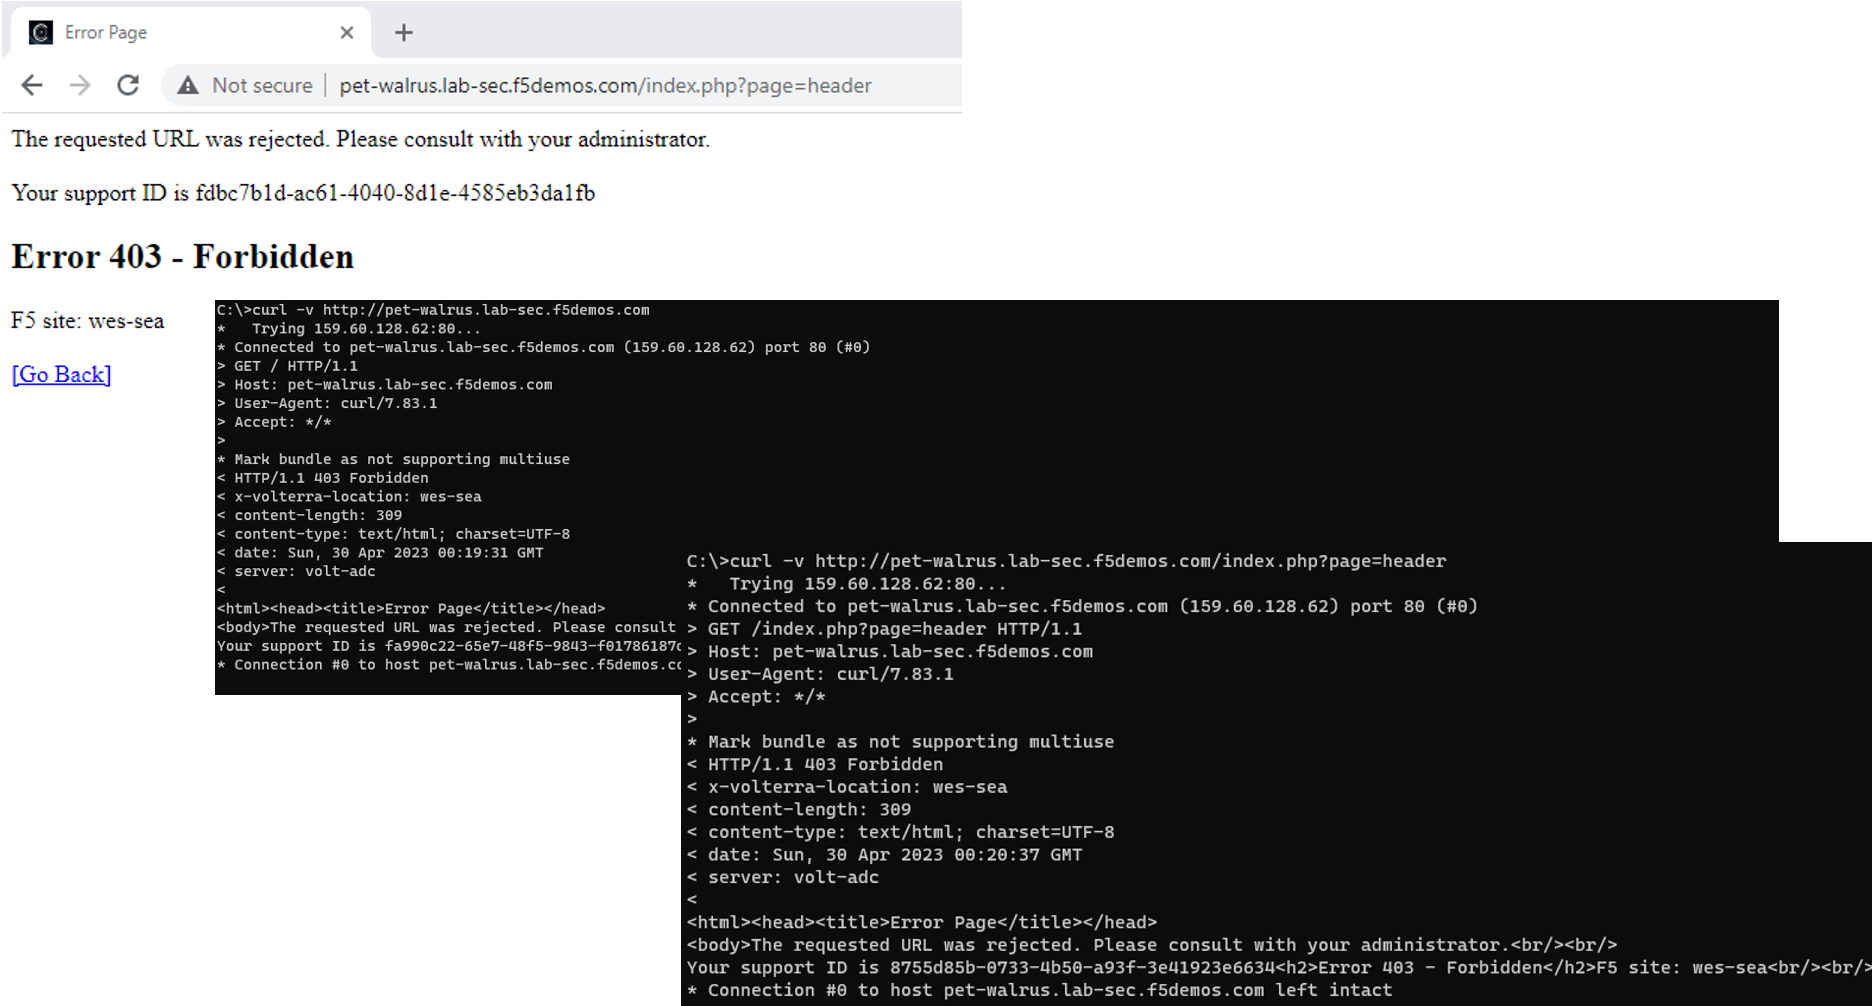 Error Page
Not secure | pet-walrus.lab-sec.f5demos.com/index.php?page=header
The requested URL was rejected. Please consult with your administrator.
Your support ID is fdbc7b1d-ac61-4040-8d1e-4585eb3da1fb
Error 403 - Forbidden
F5 site: wes-sea
[Go Back]
C:\>curl -v http://pet-walrus.lab-sec.f5demos.com
*   Trying 159.60.128.62:80...
* Connected to pet-walrus.lab-sec.f5demos.com (159.60.128.62) port 80 (#0)
> GET / HTTP/1.1
> Host: pet-walrus.lab-sec.f5demos.com
> User-Agent: curl/7.83.1
> Accept: */*
>
* Mark bundle as not supporting multiuse
< HTTP/1.1 403 Forbidden
< x-volterra-location: wes-sea
< content-length: 309
< content-type: text/html; charset=UTF-8
< date: Sun, 30 Apr 2023 00:19:31 GMT
< server: volt-adc
<
<html><head><title>Error Page</title></head>
<body>The requested URL was rejected. Please consult
Your support ID is fa990c22-65e7-48f5-9843-f01786187
* Connection #0 to host pet-walrus.lab-sec.f5demos.c
C:\>curl -v http://pet-walrus.lab-sec.f5demos.com/index.php?page=header
*   Trying 159.60.128.62:80...
* Connected to pet-walrus.lab-sec.f5demos.com (159.60.128.62) port 80 (#0)
> GET /index.php?page=header HTTP/1.1
> Host: pet-walrus.lab-sec.f5demos.com
> User-Agent: curl/7.83.1
> Accept: */*
>
* Mark bundle as not supporting multiuse
< HTTP/1.1 403 Forbidden
< x-volterra-location: wes-sea
< content-length: 309
< content-type: text/html; charset=UTF-8
< date: Sun, 30 Apr 2023 00:20:37 GMT
< server: volt-adc
<
<html><head><title>Error Page</title></head>
<body>The requested URL was rejected. Please consult with your administrator.<br/><br/>
Your support ID is 8755d85b-0733-4b50-a93f-3e41923e6634<h2>Error 403 - Forbidden</h2>F5 site: wes-sea<br/><br/>
* Connection #0 to host pet-walrus.lab-sec.f5demos.com left intact